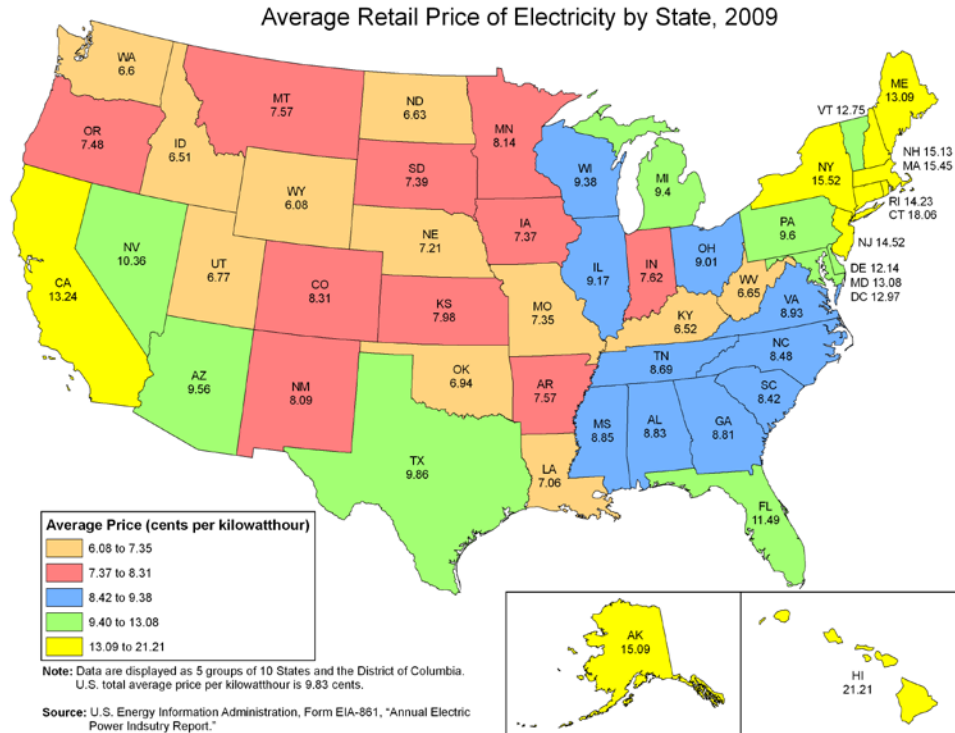 Average Retail Price of Electricity by State, 2009
WA
6.6
MT
7.57
ND
6.63
MN
8.14
ME
13.09
VT 12.75
OR
7.48
ID
6.51
SD
7.39
WI
9.38
MI
9.4
NY
15.52
NH 15.13
MA 15.45
RI 14.23
CT 18.06
WY
6.08
IA
7.37
NE
7.21
PA
9.6
NJ 14.52
NV
10.36
UT
6.77
CO
8.31
IL
9.17
IN
7.62
OH
9.01
WV
6.65
DE 12.14
MD 13.08
DC 12.97
CA
13.24
KS
7.98
MO
7.35
KY
6.52
VA
8.93
AZ
9.56
NM
8.09
OK
6.94
AR
7.57
TN
8.69
NC
8.48
SC
8.42
MS
8.85
AL
8.83
GA
8.81
TX
9.86
LA
7.06
FL
11.49
Average Price (cents per kilowatthour)
6.08 to 7.35
7.37 to 8.31
8.42 to 9.38
9.40 to 13.08
13.09 to 21.21
AK
15.09
HI
21.21
Note: Data are displayed as 5 groups of 10 States and the District of Columbia.
U.S. total average price per kilowatthour is 9.83 cents.
Source: U.S. Energy Information Administration, Form EIA-861, "Annual Electric
Power Indsutry Report."